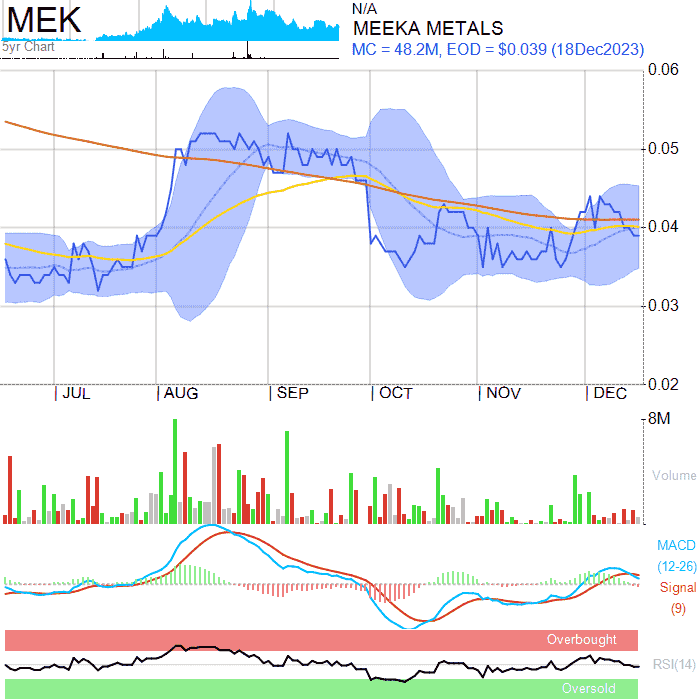 MEK
5yr Chart
N/A
MEEKA METALS
MC = 48.2M, EOD = $0.039 (18Dec2023)
0.06
0.05
0.04
0.03
0.02
JUL AUG SEP OCT NOV DEC
8M
Volume
MACD
(12-26)
Signal
(9)
Overbought
RSI(14)
Oversold